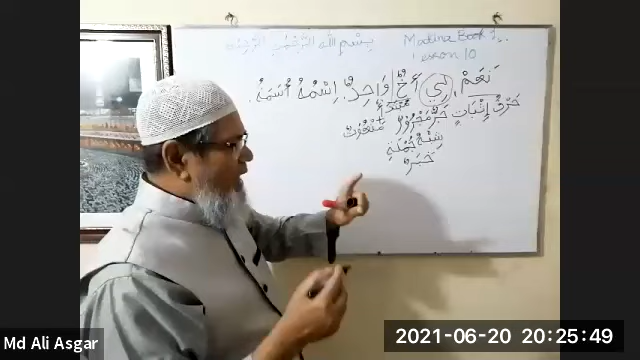 بِسْمِ اللهِ الرَّحْمٰنِ الرَّحِيْمِ Madina Book 1
Lesson 10
نَعَمْ، لِيْ أَخٌ وَاحِدٌ. اِسْمُهُ أُسَامَةُ.
حَرْفُ إِثْبَاتٍ مُبْتَدَأ
شِبْهُ جُمْلَةٍ
خَبَر
Md Ali Asgar
2021-06-20 20:25:49